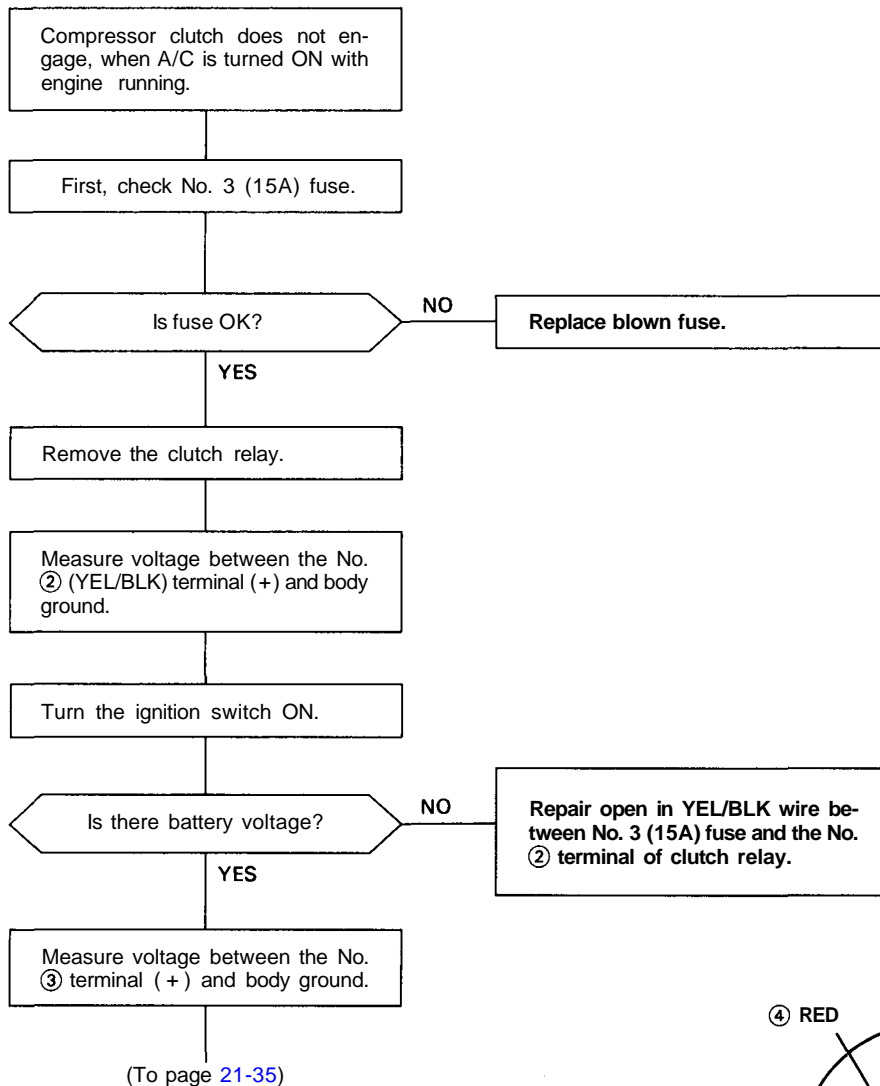 Compressor clutch does not en-
gage, when A/C is turned ON with
engine running.
First, check No. 3 (15A) fuse.
Is fuse OK?
NO
Replace blown fuse.
YES
Remove the clutch relay.
Measure voltage between the No.
② (YEL/BLK) terminal (+) and body
ground.
Turn the ignition switch ON.
Is there battery voltage?
NO
Repair open in YEL/BLK wire be-
tween No. 3 (15A) fuse and the No.
② terminal of clutch relay.
YES
Measure voltage between the No.
③ terminal (+) and body ground.
④ RED
(To page 21-35)